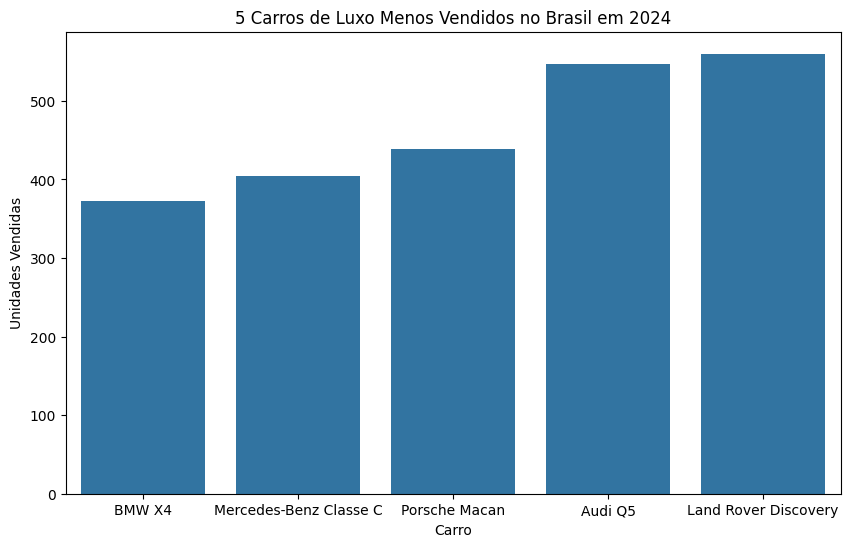 5 Carros de Luxo Menos Vendidos no Brasil em 2024
Unidades Vendidas
500
400
300
200
100
0
BMW X4 Mercedes-Benz Classe C Porsche Macan Audi Q5 Land Rover Discovery
Carro